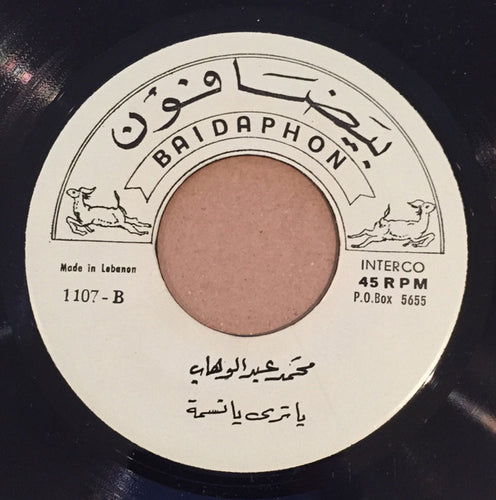 بيضافون
BAIDAPHON
Made in Lebanon
1107-B
INTERCO
45 RPM
P.O.Box 5655
محمد عبد الوهاب
يا ترى يا نسمة